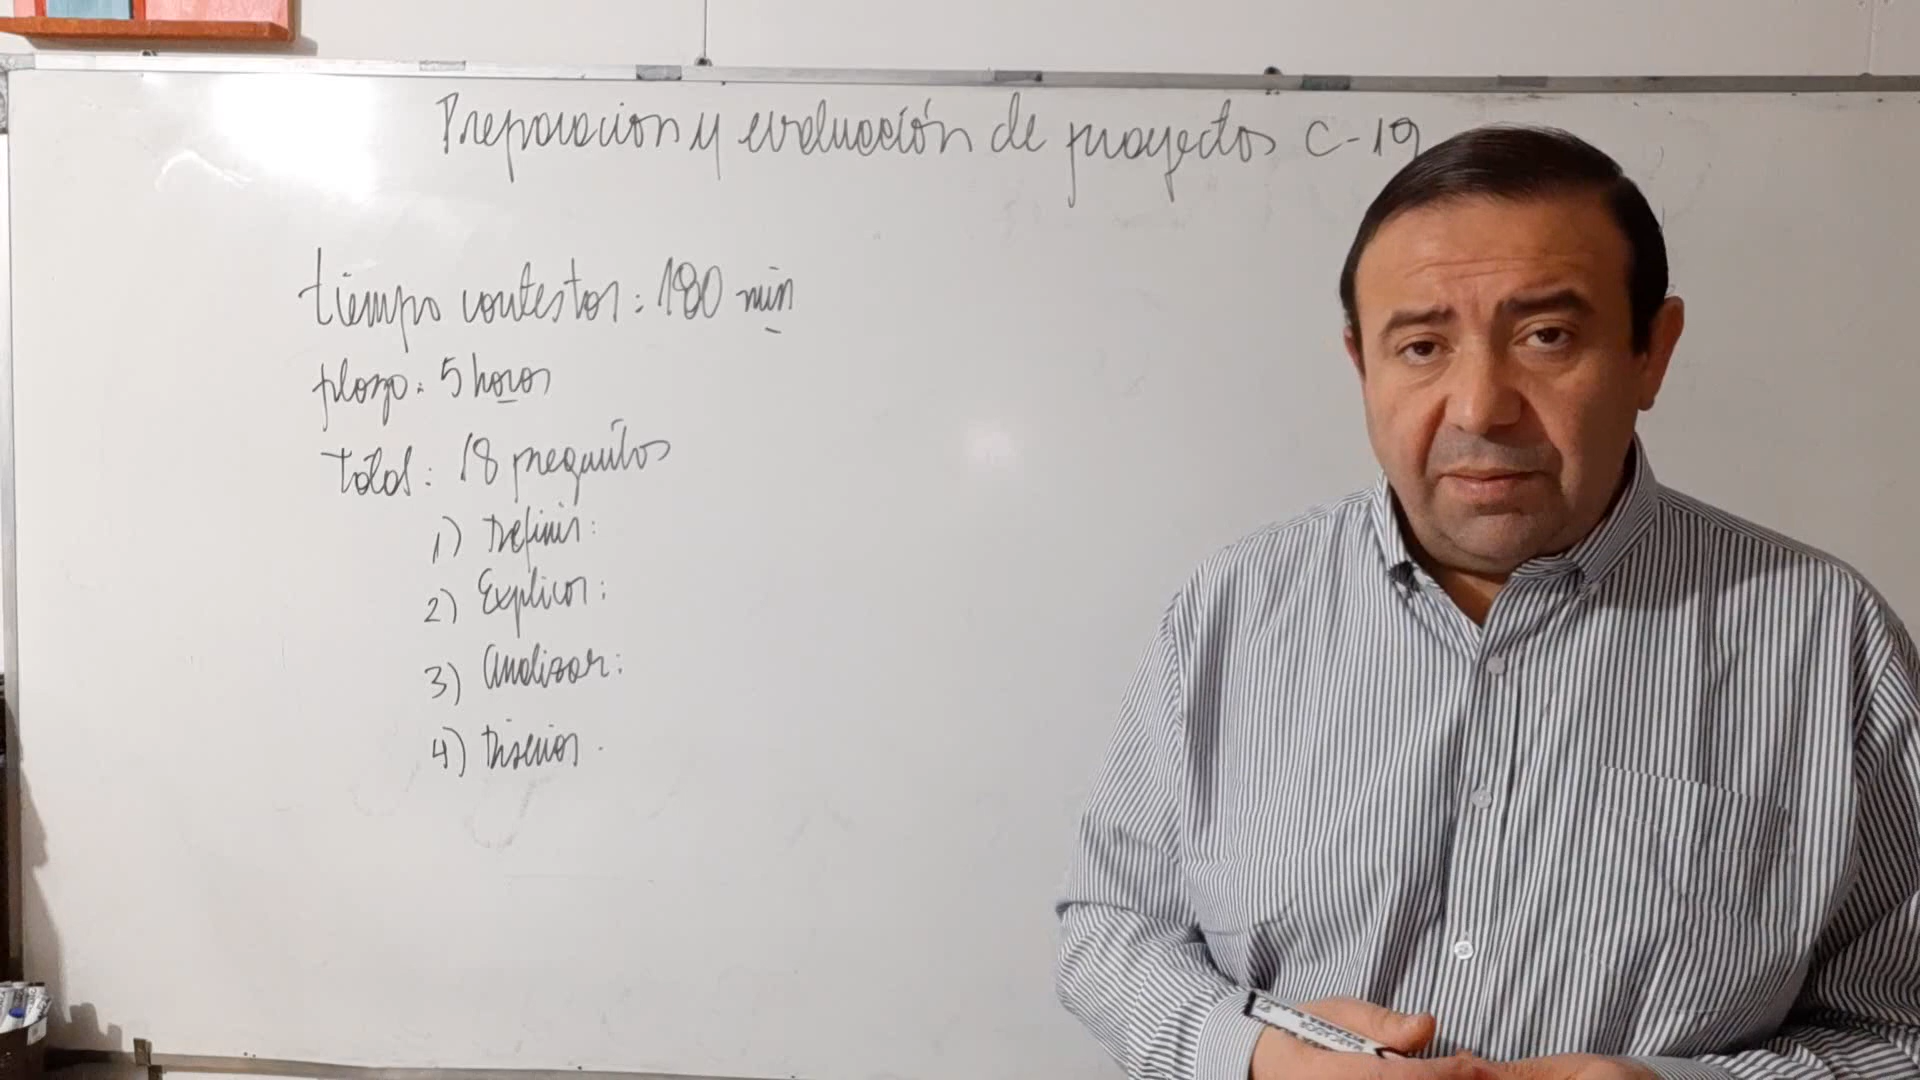 Preparacion y evaluación de proyectos C-19
tiempo contestar: 180 min
plazo: 5 horas
total: 18 preguntas
1) Definir:
2) Explicar:
3) analizar:
4) Diseñar.